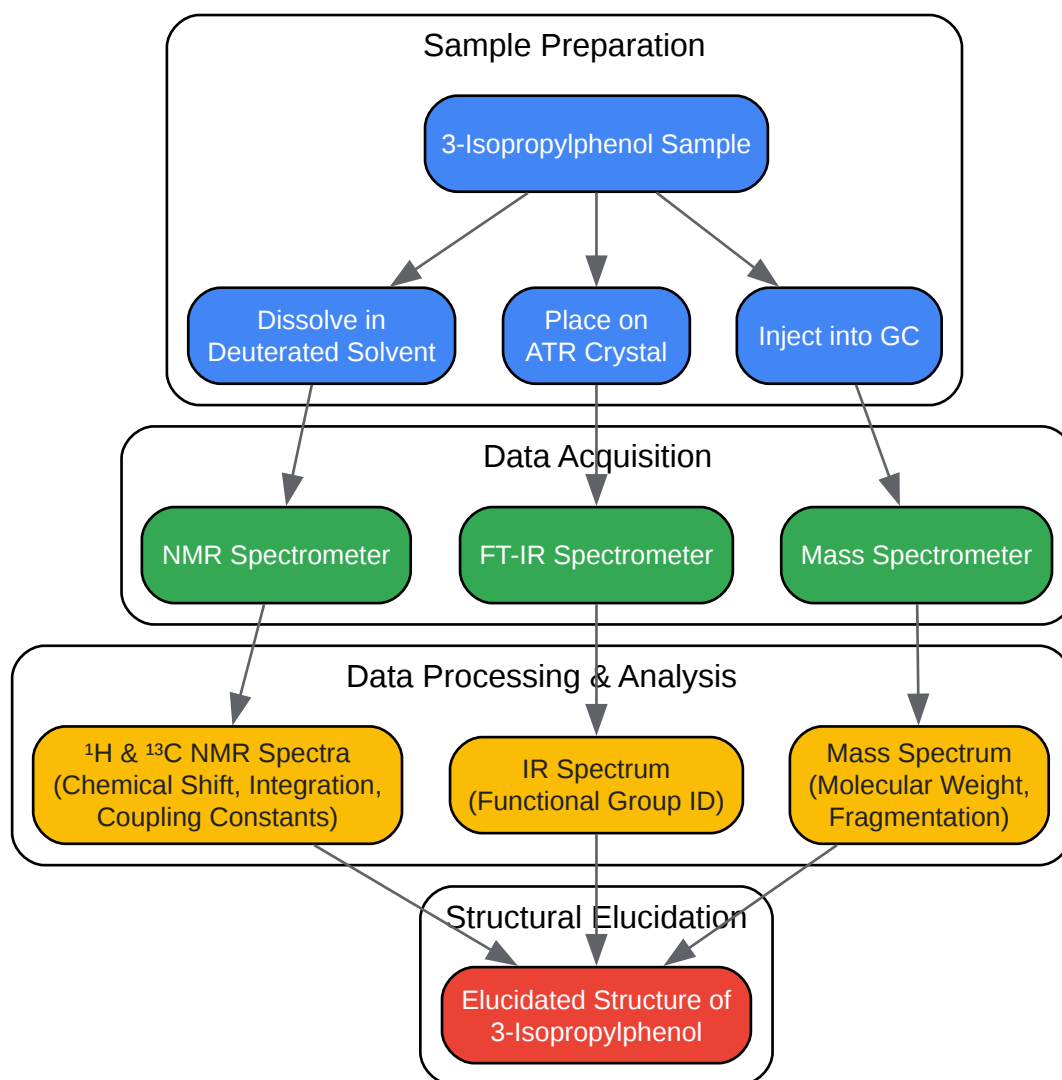 Sample Preparation
3-Isopropylphenol Sample
Dissolve in
Deuterated Solvent
Place on
ATR Crystal
Inject into GC
Data Acquisition
NMR Spectrometer
FT-IR Spectrometer
Mass Spectrometer
Data Processing & Analysis
¹H & ¹³C NMR Spectra
(Chemical Shift, Integration,
Coupling Constants)
IR Spectrum
(Functional Group ID)
Mass Spectrum
(Molecular Weight,
Fragmentation)
Structural Elucidation
Elucidated Structure of
3-Isopropylphenol